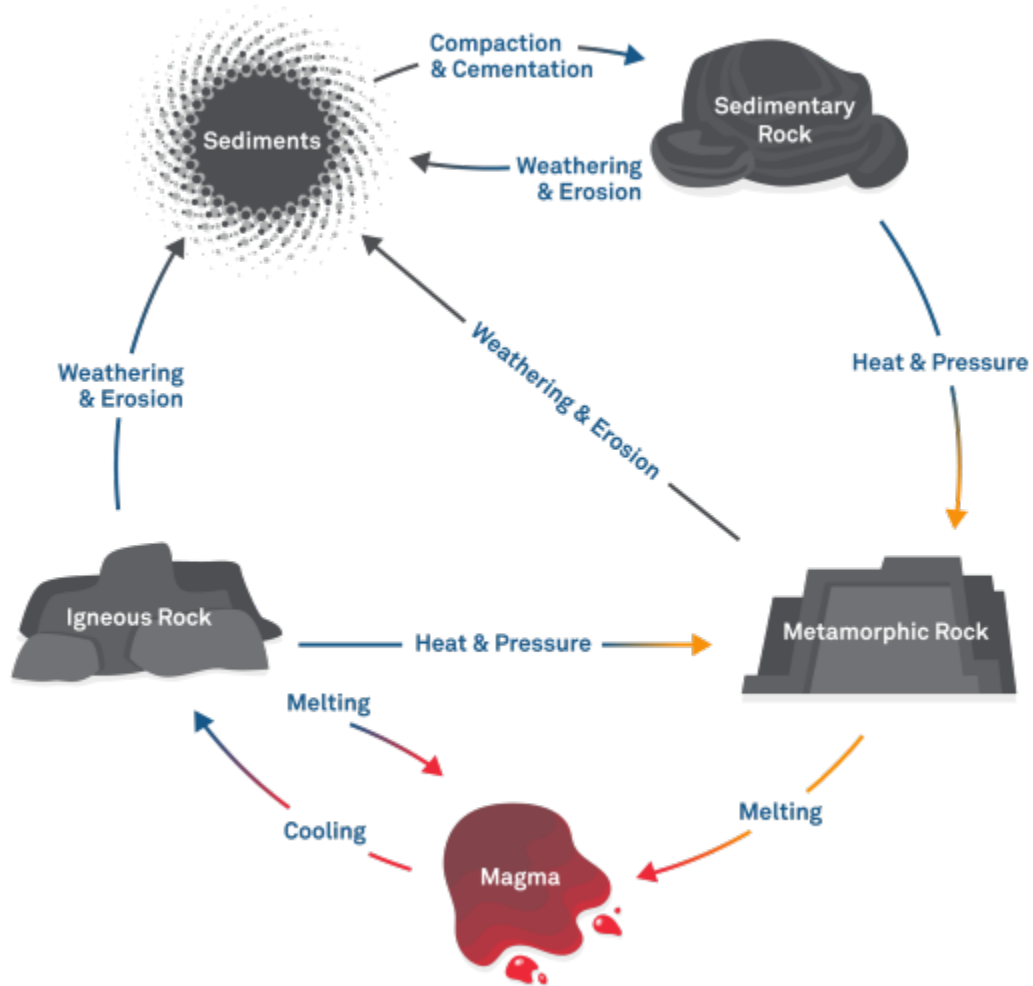 Compaction
& Cementation
Sediments
Sedimentary
Rock
Weathering
& Erosion
Weathering
& Erosion
Weathering & Erosion
Heat & Pressure
Igneous Rock
Heat & Pressure
Metamorphic Rock
Melting
Cooling
Melting
Magma